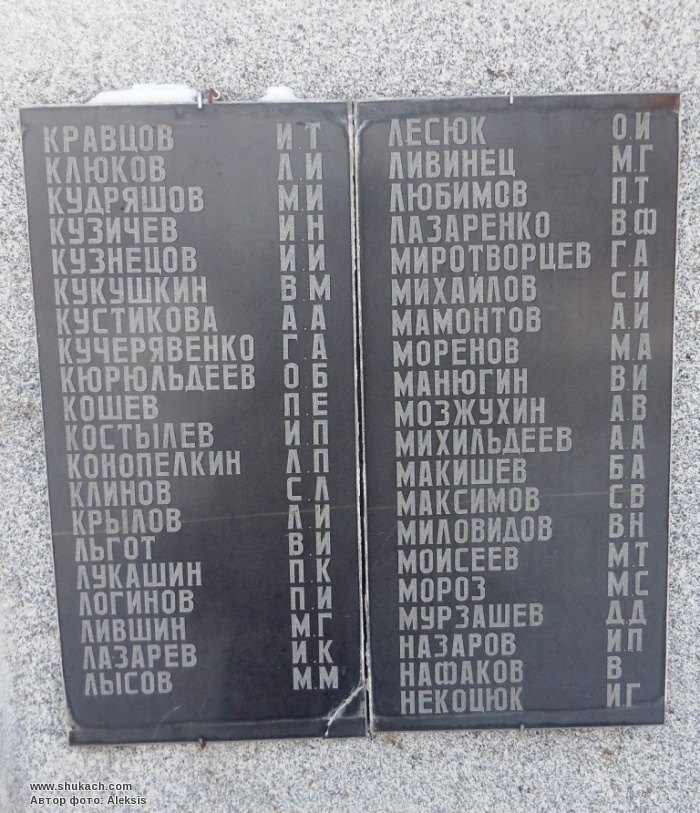 КРАВЦОВ И.Т
КЛЮКОВ Л.И
КУДРЯШОВ М.И
КУЗИЧЕВ И.Н
КУЗНЕЦОВ И.И
КУКУШКИН В.М
КУСТИКОВА А.А
КУЧЕРЯВЕНКО Г.А
КЮРЮЛЬДЕЕВ О.Б
КОШЕВ П.Е
КОСТЫЛЕВ И.П
КОНОПЕЛКИН Л.П
КЛИНОВ С.Л
КРЫЛОВ Л.И
ЛЬГОТ В.И
ЛУКАШИН П.К
ЛОГИНОВ П.И
ЛИВШИН М.Г
ЛАЗАРЕВ И.К
ЛЫСОВ М.М
ЛЕСЮК О.И
ЛИВИНЕЦ М.Г
ЛЮБИМОВ П.Т
ЛАЗАРЕНКО В.Ф
МИРОТВОРЦЕВ Г.А
МИХАЙЛОВ С.И
МАМОНТОВ А.И
МОРЕНОВ М.А
МАНЮГИН В.И
МОЗЖУХИН А.В
МИХИЛЬДЕЕВ А.А
МАКИШЕВ Б.А
МАКСИМОВ С.В
МИЛОВИДОВ В.Н
МОИСЕЕВ М.Т
МОРОЗ М.С
МУРЗАШЕВ Д.Д
НАЗАРОВ И.П
НАФАКОВ В
НЕКОЦЮК И.Г
www.shukach.com
Автор фото: Aleksis